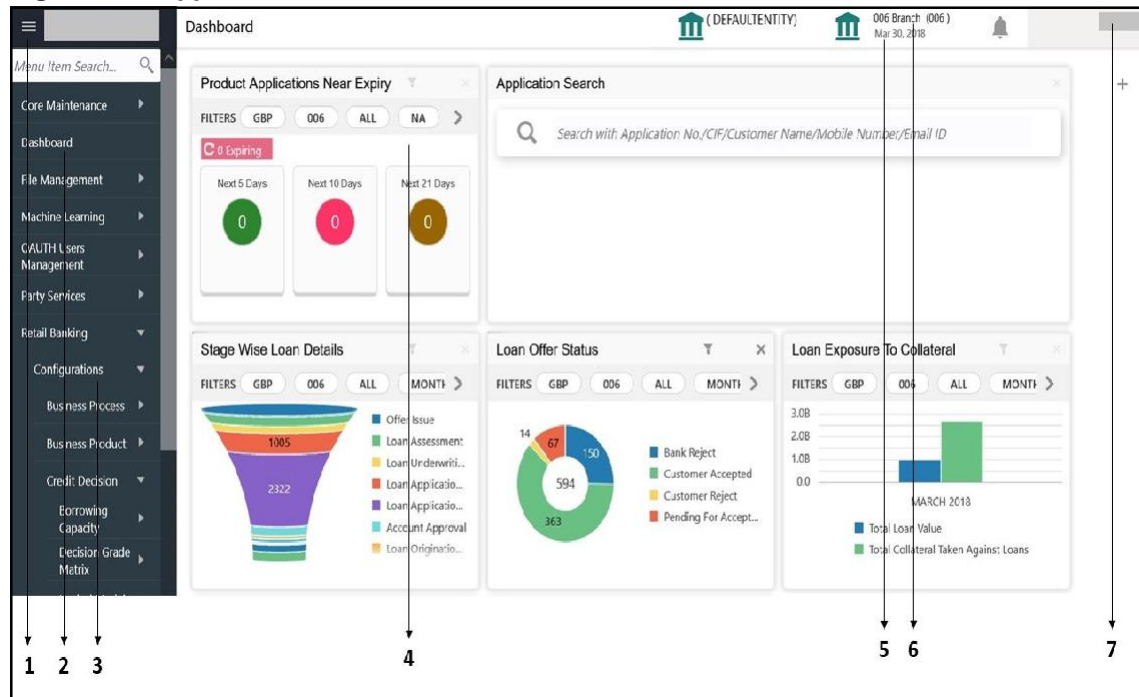 Dashboard
( DEFAULTENTITY)
006 Branch (006 )
Mar 30, 2018
Menu Item Search...
Core Maintenance
Dashboard
File Management
Machine Learning
OAUTH Users
Management
Party Services
Retail Banking
Configurations
Business Process
Business Product
Credit Decision
Borrowing
Capacity
Decision Grade
Matrix
Product Applications Near Expiry
FILTERS GBP 006 ALL NA
0 Expiring
Next 5 Days Next 10 Days Next 21 Days
0 0 0
Application Search
Search with Application No./CIF/Customer Name/Mobile Number/Email ID
Stage Wise Loan Details
FILTERS GBP 006 ALL MONTH
1005
2322
Offer Issue
Loan Assessment
Loan Underwriti...
Loan Applicatio...
Loan Applicatio...
Account Approval
Loan Originatio...
Loan Offer Status
FILTERS GBP 006 ALL MONTH
14
67
150
594
363
Bank Reject
Customer Accepted
Customer Reject
Pending For Accept...
Loan Exposure To Collateral
FILTERS GBP 006 ALL MONTH
3.0B
2.0B
1.0B
0.0
MARCH 2018
Total Loan Value
Total Collateral Taken Against Loans
1 2 3 4 5 6 7